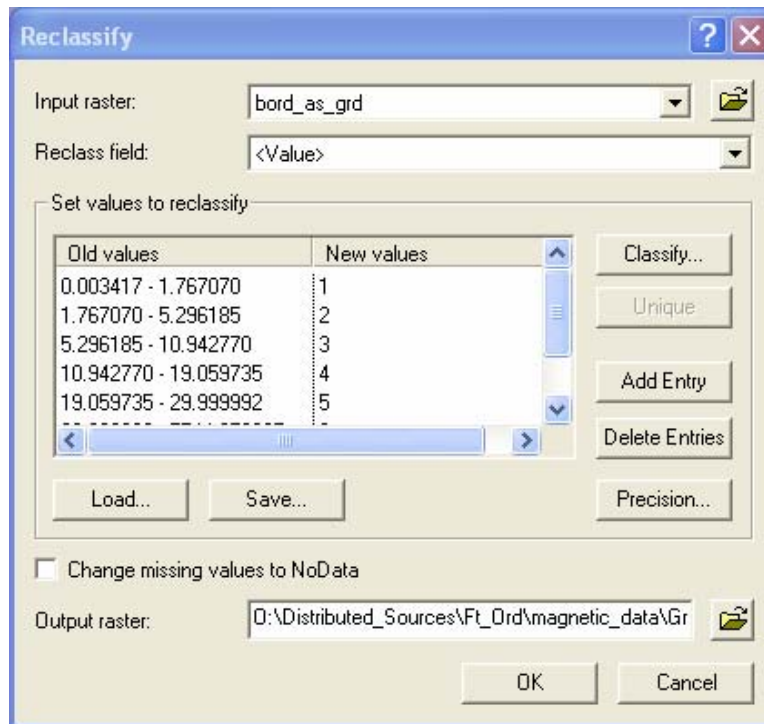 Reclassify
Input raster: bord_as_grd
Reclass field: <Value>
Set values to reclassify
Old values New values
0.003417 - 1.767070 1
1.767070 - 5.296185 2
5.296185 - 10.942770 3
10.942770 - 19.059735 4
19.059735 - 29.999992 5
Classify...
Unique
Add Entry
Delete Entries
Load... Save... Precision...
Change missing values to NoData
Output raster: O:\Distributed_Sources\Ft_Ord\magnetic_data\Gr
OK Cancel